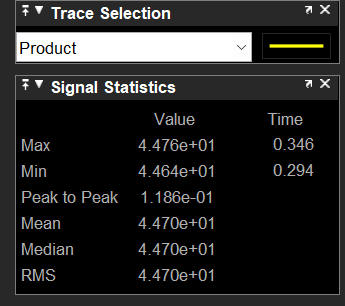 Trace Selection
Product
Signal Statistics
Value Time
Max 4.476e+01 0.346
Min 4.464e+01 0.294
Peak to Peak 1.186e-01
Mean 4.470e+01
Median 4.470e+01
RMS 4.470e+01